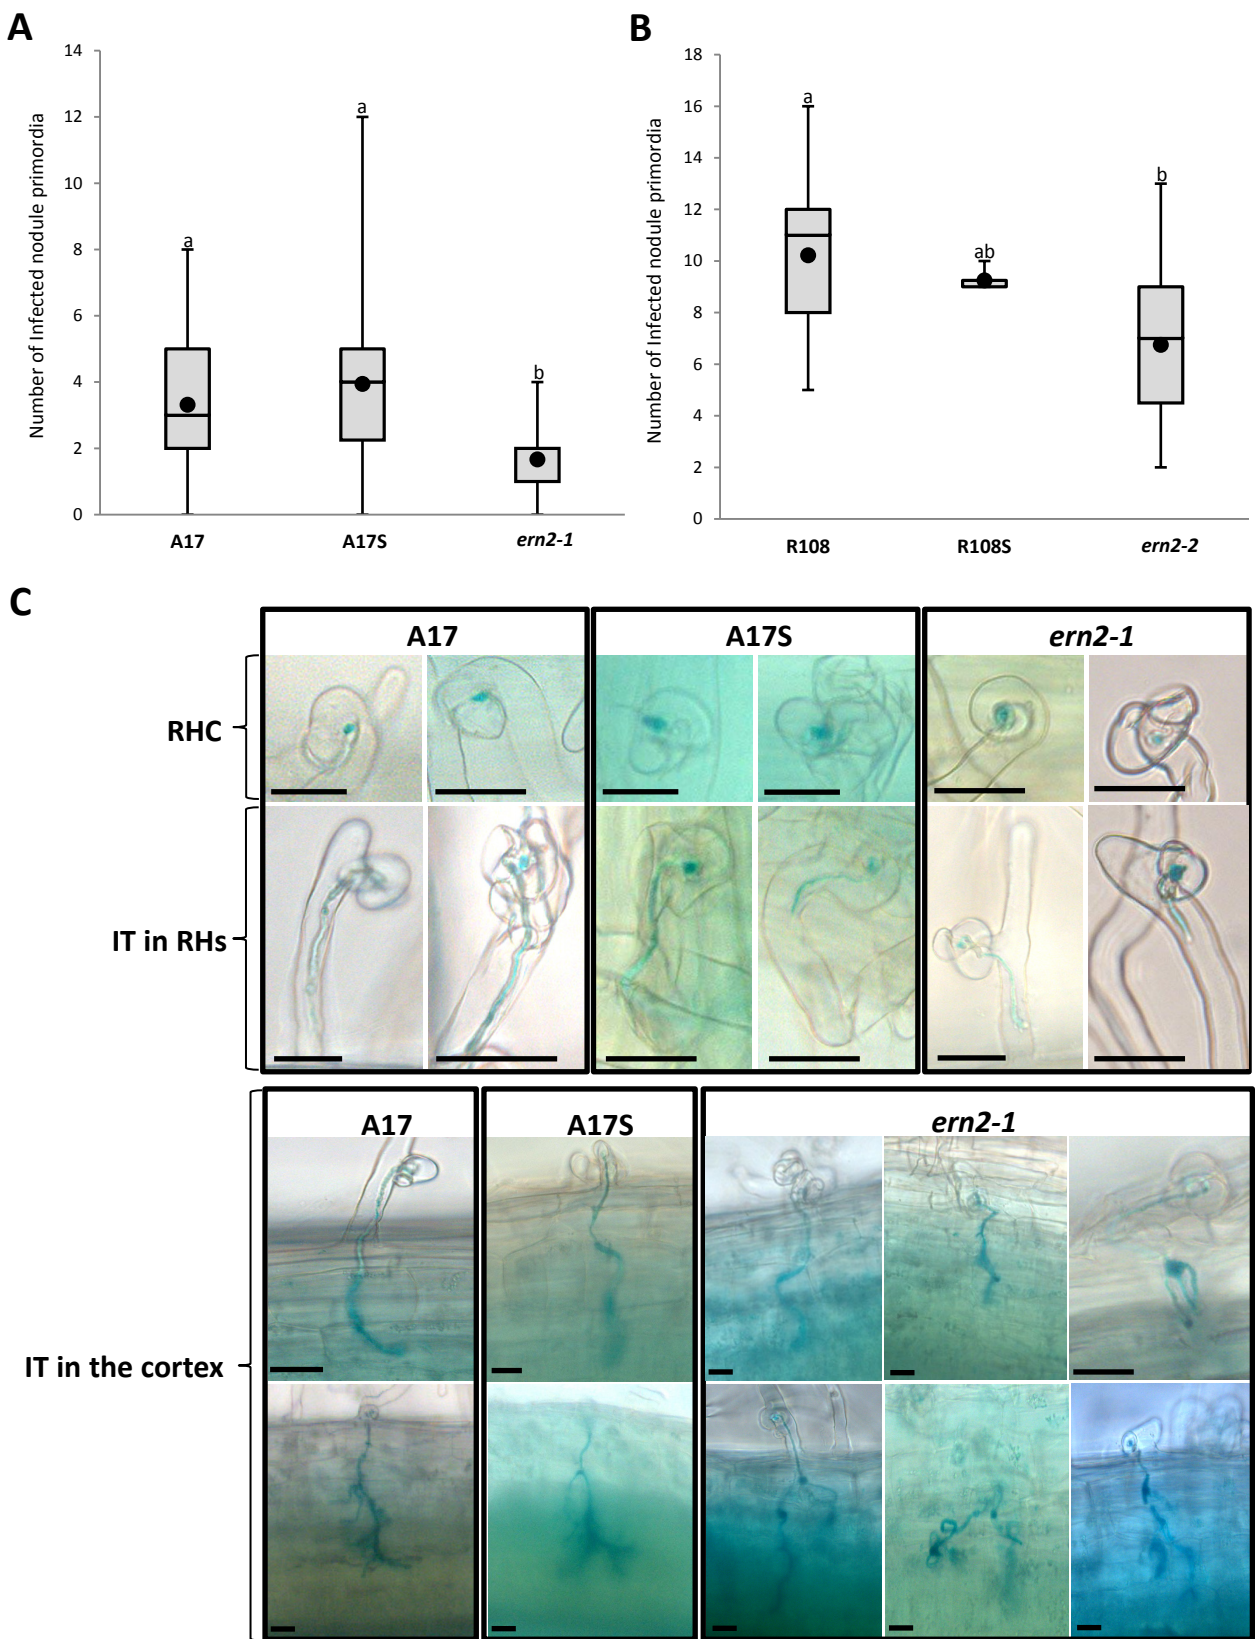 A
Number of Infected nodule primordia
14
12
10
8
6
4
2
0
a
a
b
A17
A17S
ern2-1
B
Number of Infected nodule primordia
18
16
14
12
10
8
6
4
2
0
a
ab
b
R108
R108S
ern2-2
C
A17
A17S
ern2-1
RHC
IT in RHs
A17
A17S
ern2-1
IT in the cortex